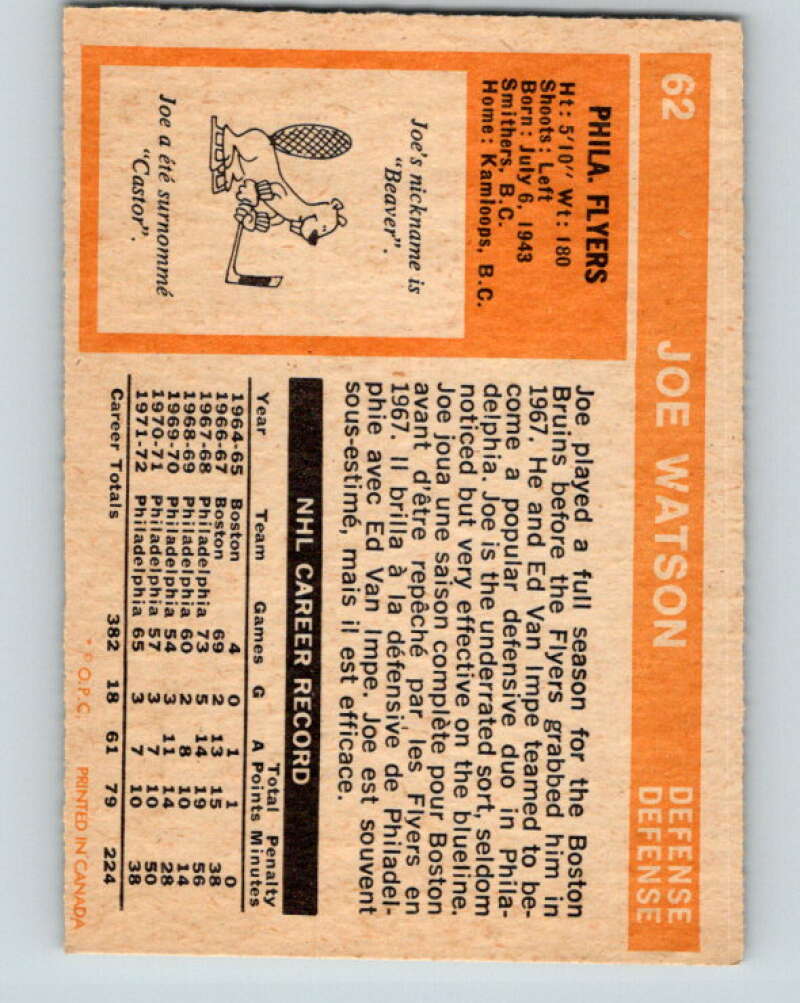 62
JOE WATSON
DEFENSE
DEFENSE
PHILA. FLYERS
Ht: 5'10" Wt: 180
Shoots: Left
Born: July 6, 1943
Smithers, B.C.
Home: Kamloops, B.C.
Joe's nickname is
"Beaver".
Joe a été surnommé
"Castor".
Joe played a full season for the Boston
Bruins before the Flyers grabbed him in
1967. He and Ed Van Impe teamed to be-
come a popular defensive duo in Phila-
delphia. Joe is the underrated sort, seldom
noticed but very effective on the blueline.
Joe joua une saison complète pour Boston
avant d'être repêché par les Flyers en
1967. Il brilla à la défensive de Philadel-
phie avec Ed Van Impe. Joe est souvent
sous-estimé, mais il est efficace.
NHL CAREER RECORD
Total Penalty
Year Team Games G A Points Minutes
1964-65 Boston 4 0 1 1 0
1966-67 Boston 69 2 13 15 38
1967-68 Philadelphia 73 5 14 19 56
1968-69 Philadelphia 60 2 8 10 14
1969-70 Philadelphia 54 3 11 14 28
1970-71 Philadelphia 57 3 7 10 50
1971-72 Philadelphia 65 3 7 10 38
Career Totals 382 18 61 79 224
* © O.P.C. PRINTED IN CANADA